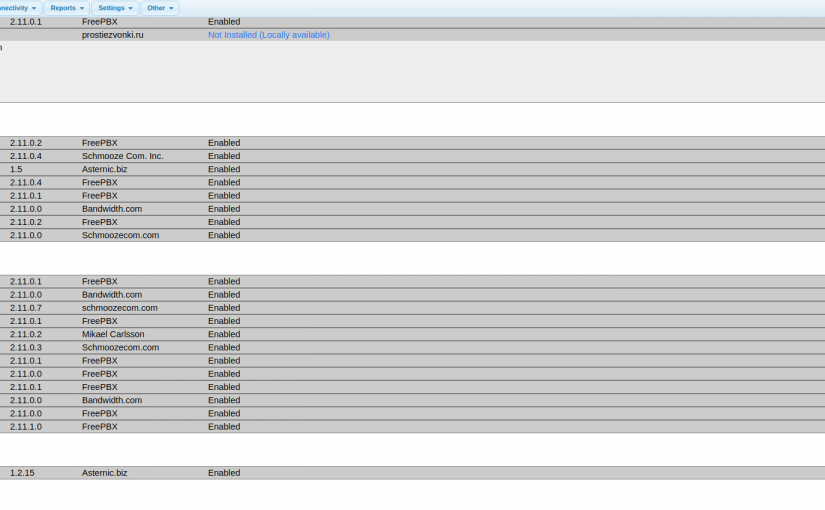 nnectivity Reports Settings Other
2.11.0.1 FreePBX Enabled
prostiezvonki.ru Not Installed (Locally available)
n
2.11.0.2 FreePBX Enabled
2.11.0.4 Schmooze Com. Inc. Enabled
1.5 Asternic.biz Enabled
2.11.0.4 FreePBX Enabled
2.11.0.1 FreePBX Enabled
2.11.0.0 Bandwidth.com Enabled
2.11.0.2 FreePBX Enabled
2.11.0.0 Schmoozecom.com Enabled
2.11.0.1 FreePBX Enabled
2.11.0.0 Bandwidth.com Enabled
2.11.0.7 schmoozecom.com Enabled
2.11.0.1 FreePBX Enabled
2.11.0.2 Mikael Carlsson Enabled
2.11.0.3 Schmoozecom.com Enabled
2.11.0.1 FreePBX Enabled
2.11.0.0 FreePBX Enabled
2.11.0.1 FreePBX Enabled
2.11.0.0 Bandwidth.com Enabled
2.11.0.0 FreePBX Enabled
2.11.1.0 FreePBX Enabled
1.2.15 Asternic.biz Enabled